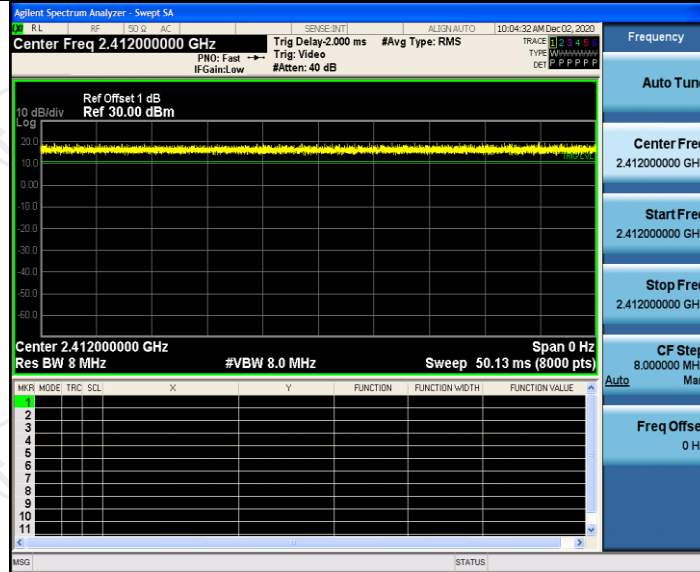 Agilent Spectrum Analyzer - Swept SA
RL RF 50 Ω AC SENSE:INT ALIGN AUTO 10:04:32 AM Dec 02, 2020
Center Freq 2.412000000 GHz
PNO: Fast
IFGain:Low
Trig Delay-2.000 ms
Trig: Video
#Atten: 40 dB
#Avg Type: RMS
TRACE 1 2 3 4 5 6
TYPE
DET P P P P P P
Ref Offset 1 dB
10 dB/div Ref 30.00 dBm
Log
20.0
10.0
0.00
-10.0
-20.0
-30.0
-40.0
-50.0
-60.0
TRIG LVL
Center 2.412000000 GHz Span 0 Hz
Res BW 8 MHz #VBW 8.0 MHz Sweep 50.13 ms (8000 pts)
MKR MODE TRC SCL X Y FUNCTION FUNCTION WIDTH FUNCTION VALUE
1
2
3
4
5
6
7
8
9
10
11
MSG STATUS
Frequency
Auto Tun
Center Fre
2.412000000 GH
Start Fre
2.412000000 GH
Stop Fre
2.412000000 GH
CF Ste
8.000000 MH
Auto Ma
Freq Offse
0 H